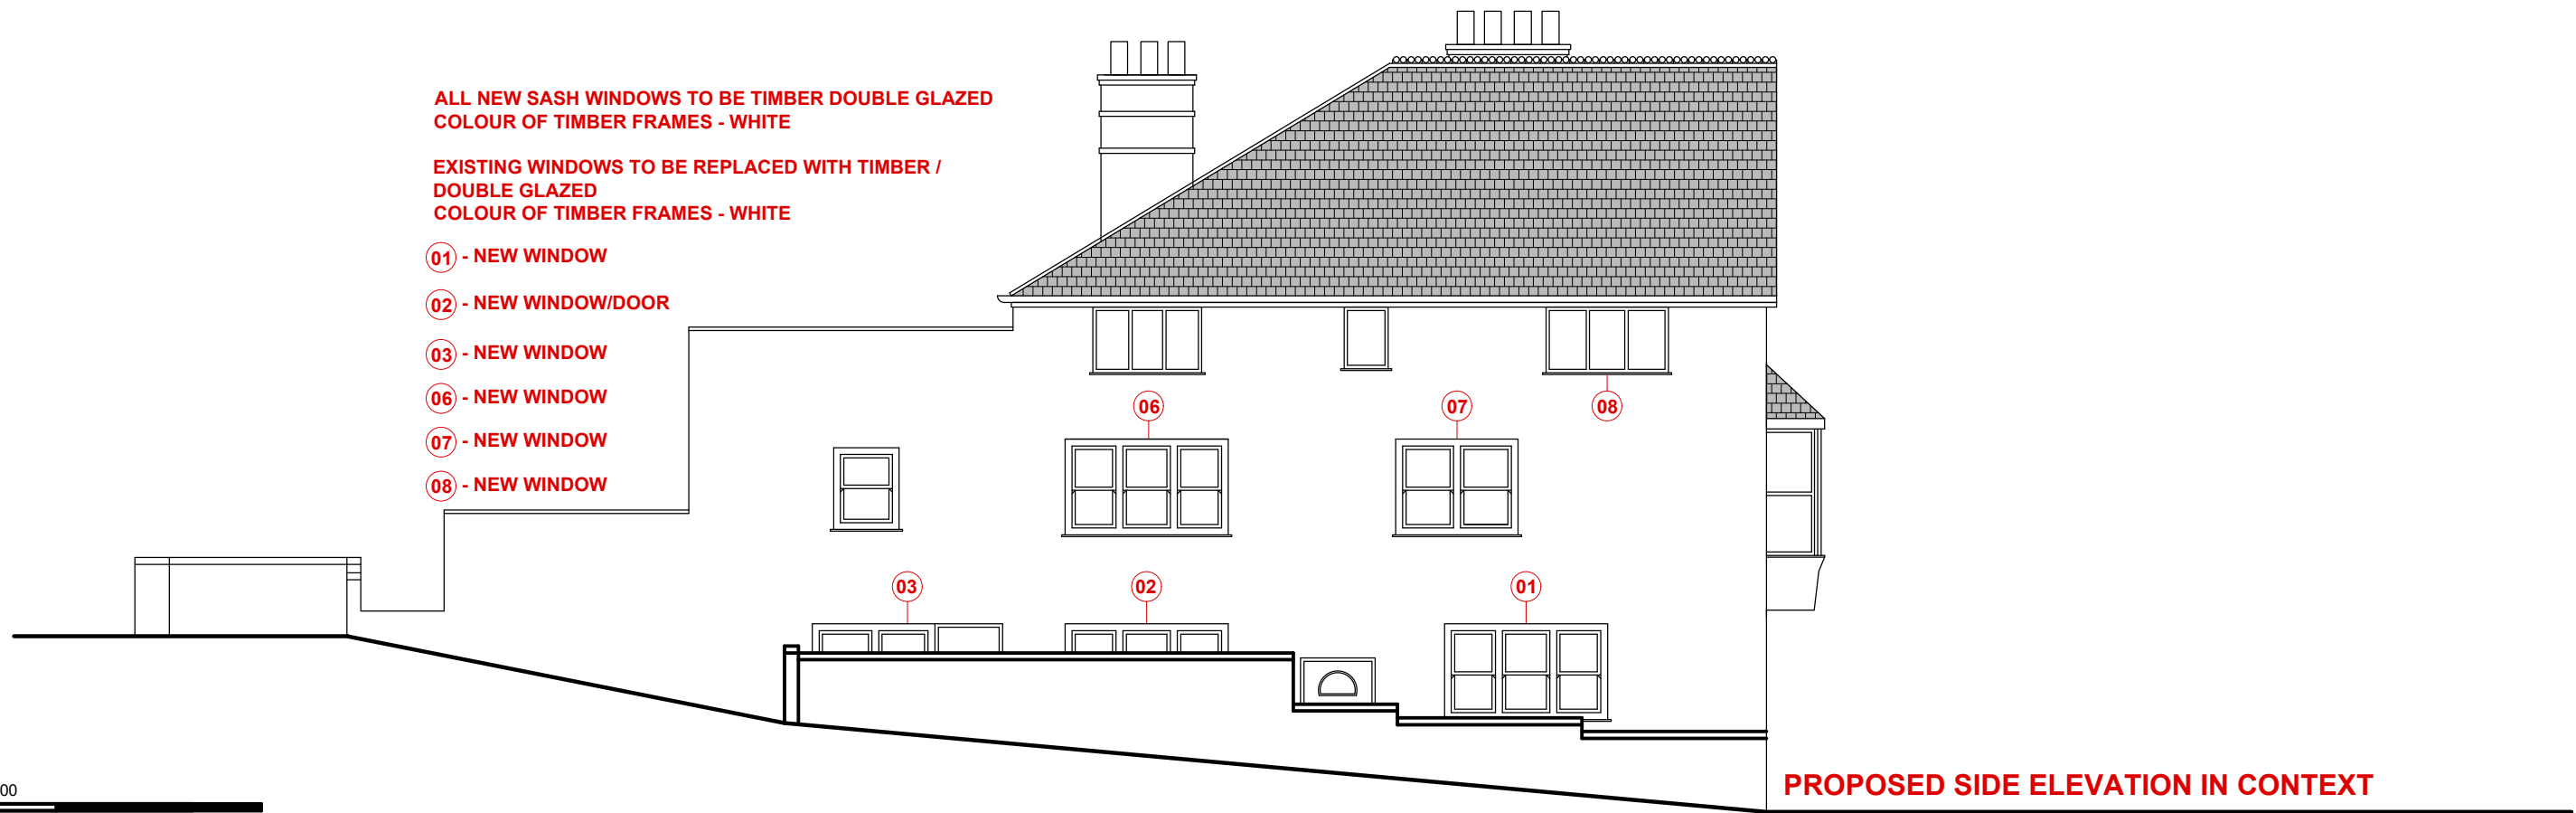 ALL NEW SASH WINDOWS TO BE TIMBER DOUBLE GLAZED
COLOUR OF TIMBER FRAMES - WHITE
EXISTING WINDOWS TO BE REPLACED WITH TIMBER /
DOUBLE GLAZED
COLOUR OF TIMBER FRAMES - WHITE
01 - NEW WINDOW
02 - NEW WINDOW/DOOR
03 - NEW WINDOW
06 - NEW WINDOW
07 - NEW WINDOW
08 - NEW WINDOW
06
07
08
03
02
01
00
PROPOSED SIDE ELEVATION IN CONTEXT